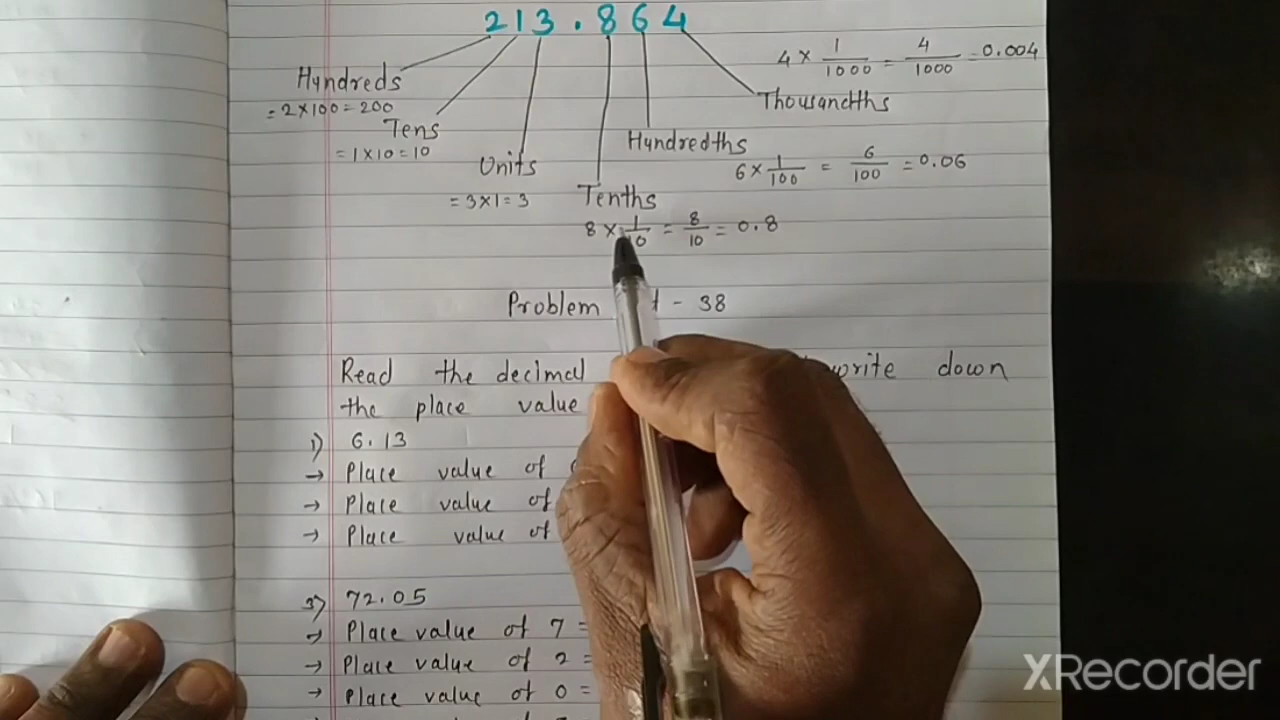 213.864
Hundreds
= 2 × 100 = 200
Tens
= 1 × 10 = 10
Units
= 3 × 1 = 3
Tenths
8 × 1/10 = 8/10 = 0.8
Hundredths
6 × 1/100 = 6/100 = 0.06
Thousandths
4 × 1/1000 = 4/1000 = 0.004
Problem - 38
Read the decimal write down
the place value
1) 6.13
→ Place value of
→ Place value of
→ Place value of
3) 72.05
→ Place value of 7 =
→ Place value of 2 =
→ Place value of 0 =
XRecorder